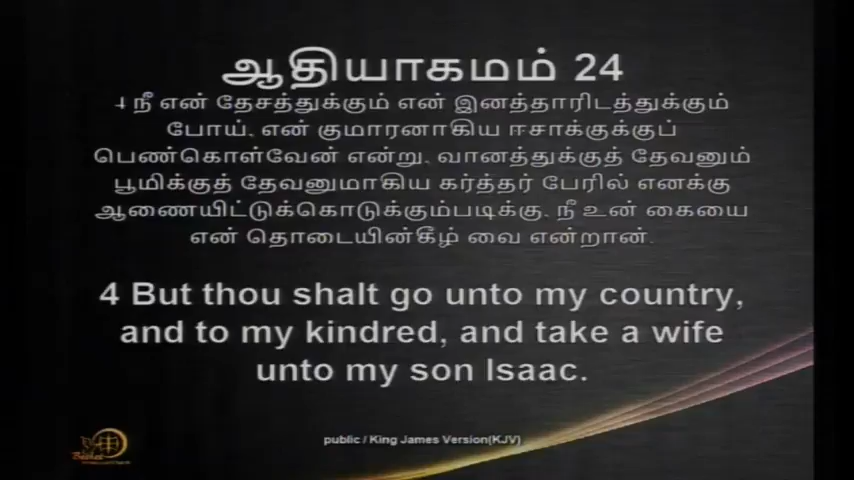 ஆதியாகமம் 24
4 நீ என் தேசத்துக்கும் என் இனத்தாரிடத்துக்கும்
போய், என் குமாரனாகிய ஈசாக்குக்குப்
பெண்கொள்வேன் என்று, வானத்துக்குத் தேவனும்
பூமிக்குத் தேவனுமாகிய கர்த்தர் பேரில் எனக்கு
ஆணையிட்டுக்கொடுக்கும்படிக்கு, நீ உன் கையை
என் தொடையின்கீழ் வை என்றான்.
4 But thou shalt go unto my country,
and to my kindred, and take a wife
unto my son Isaac.
public / King James Version(KJV)